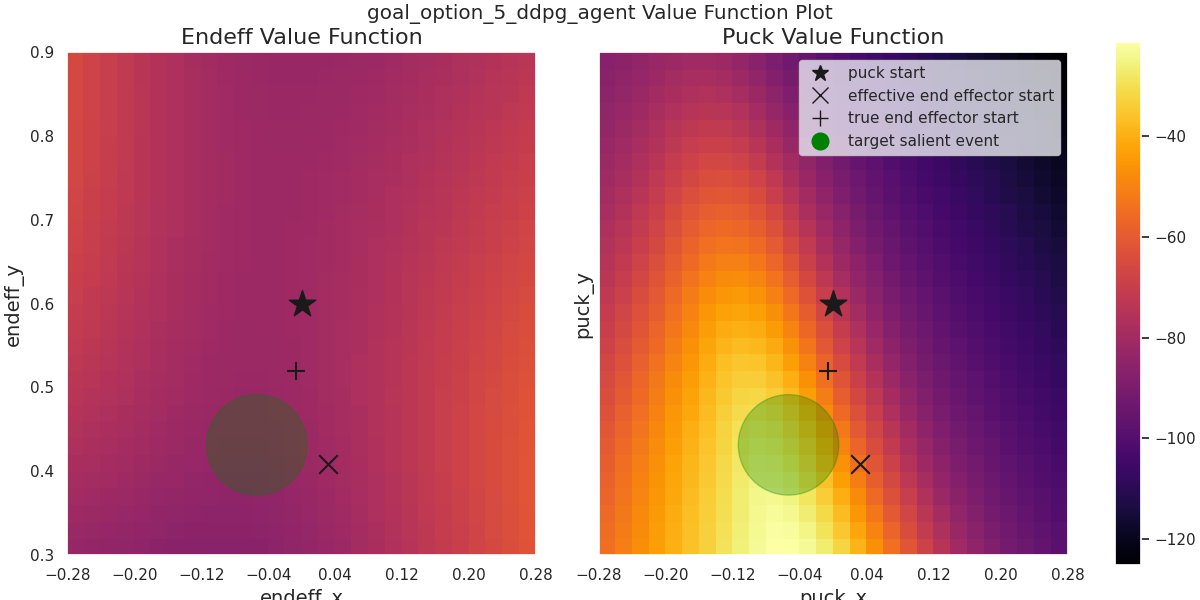 goal_option_5_ddpg_agent Value Function Plot
Endeff Value Function
Puck Value Function
0.9
0.8
0.7
0.6
0.5
0.4
0.3
endeff_y
−0.28 −0.20 −0.12 −0.04 0.04 0.12 0.20 0.28
endeff_x
puck start
effective end effector start
true end effector start
target salient event
puck_y
−0.28 −0.20 −0.12 −0.04 0.04 0.12 0.20 0.28
puck_x
−40
−60
−80
−100
−120